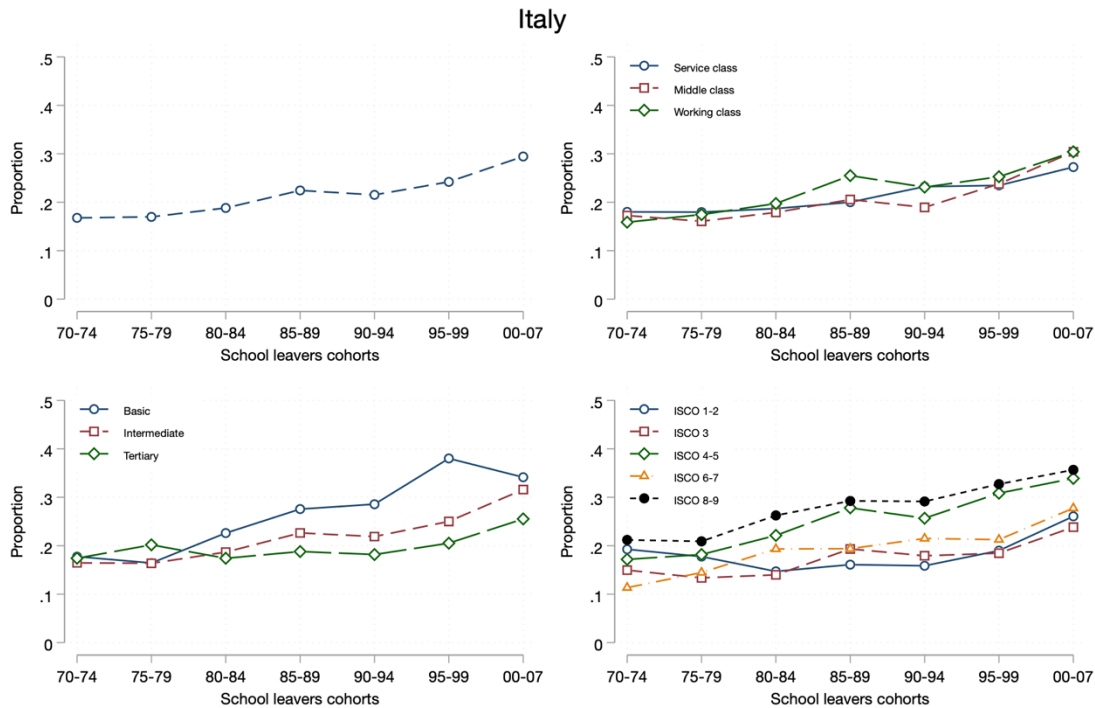 Italy
Proportion
.5
.4
.3
.2
.1
0
70-74 75-79 80-84 85-89 90-94 95-99 00-07
School leavers cohorts
Proportion
.5
.4
.3
.2
.1
0
Service class
Middle class
Working class
70-74 75-79 80-84 85-89 90-94 95-99 00-07
School leavers cohorts
Proportion
.5
.4
.3
.2
.1
0
Basic
Intermediate
Tertiary
70-74 75-79 80-84 85-89 90-94 95-99 00-07
School leavers cohorts
Proportion
.5
.4
.3
.2
.1
0
ISCO 1-2
ISCO 3
ISCO 4-5
ISCO 6-7
ISCO 8-9
70-74 75-79 80-84 85-89 90-94 95-99 00-07
School leavers cohorts